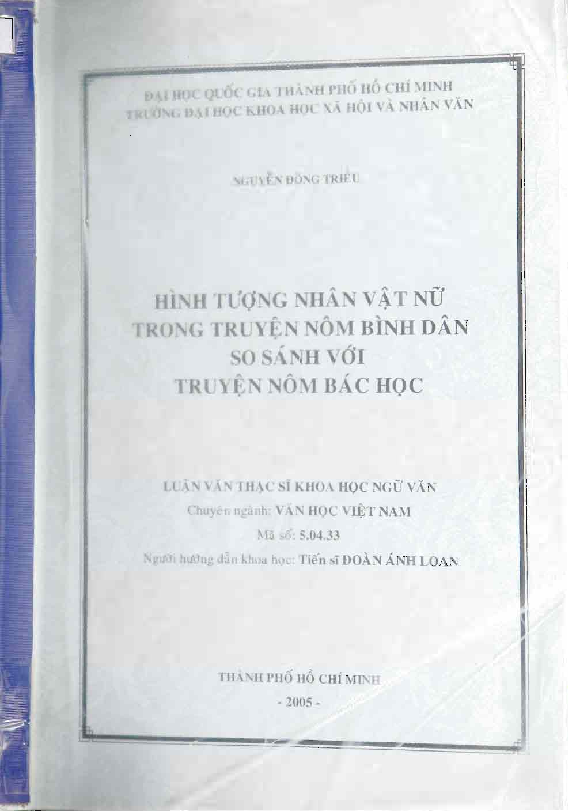 ĐẠI HỌC QUỐC GIA THÀNH PHỐ HỒ CHÍ MINH
TRƯỜNG ĐẠI HỌC KHOA HỌC XÃ HỘI VÀ NHÂN VĂN
NGUYỄN ĐÔNG TRIỀU
HÌNH TƯỢNG NHÂN VẬT NỮ
TRONG TRUYỆN NÔM BÌNH DÂN
SO SÁNH VỚI
TRUYỆN NÔM BÁC HỌC
LUẬN VĂN THẠC SĨ KHOA HỌC NGỮ VĂN
Chuyên ngành: VĂN HỌC VIỆT NAM
Mã số: 5.04.33
Người hướng dẫn khoa học: Tiến sĩ ĐOÀN ÁNH LOAN
THÀNH PHỐ HỒ CHÍ MINH
- 2005 -